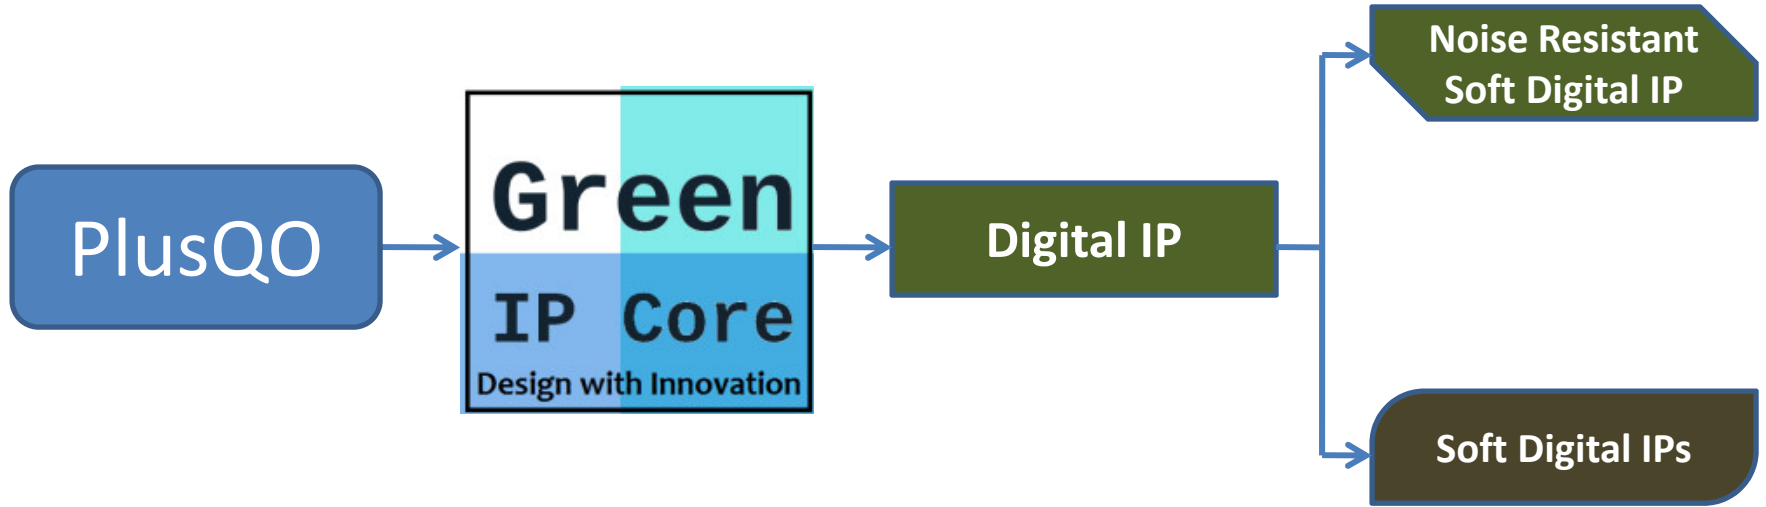 PlusQO
Green
IP Core
Design with Innovation
Digital IP
Noise Resistant
Soft Digital IP
Soft Digital IPs